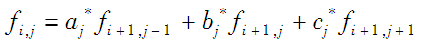 f_{i,j} = a_j^* f_{i+1,j-1} + b_j^* f_{i+1,j} + c_j^* f_{i+1,j+1}